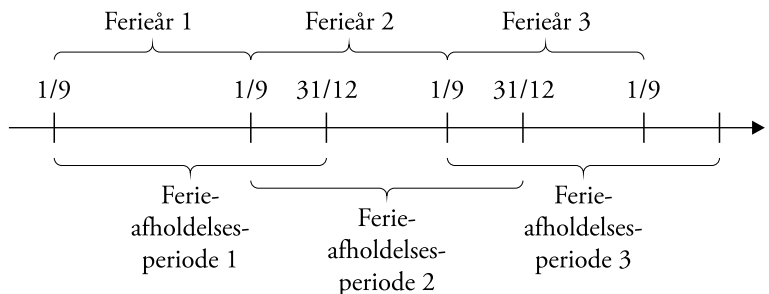 Ferieår 1 Ferieår 2 Ferieår 3
1/9 1/9 31/12 1/9 31/12 1/9
Ferie-
afholdelses-
periode 1
Ferie-
afholdelses-
periode 2
Ferie-
afholdelses-
periode 3